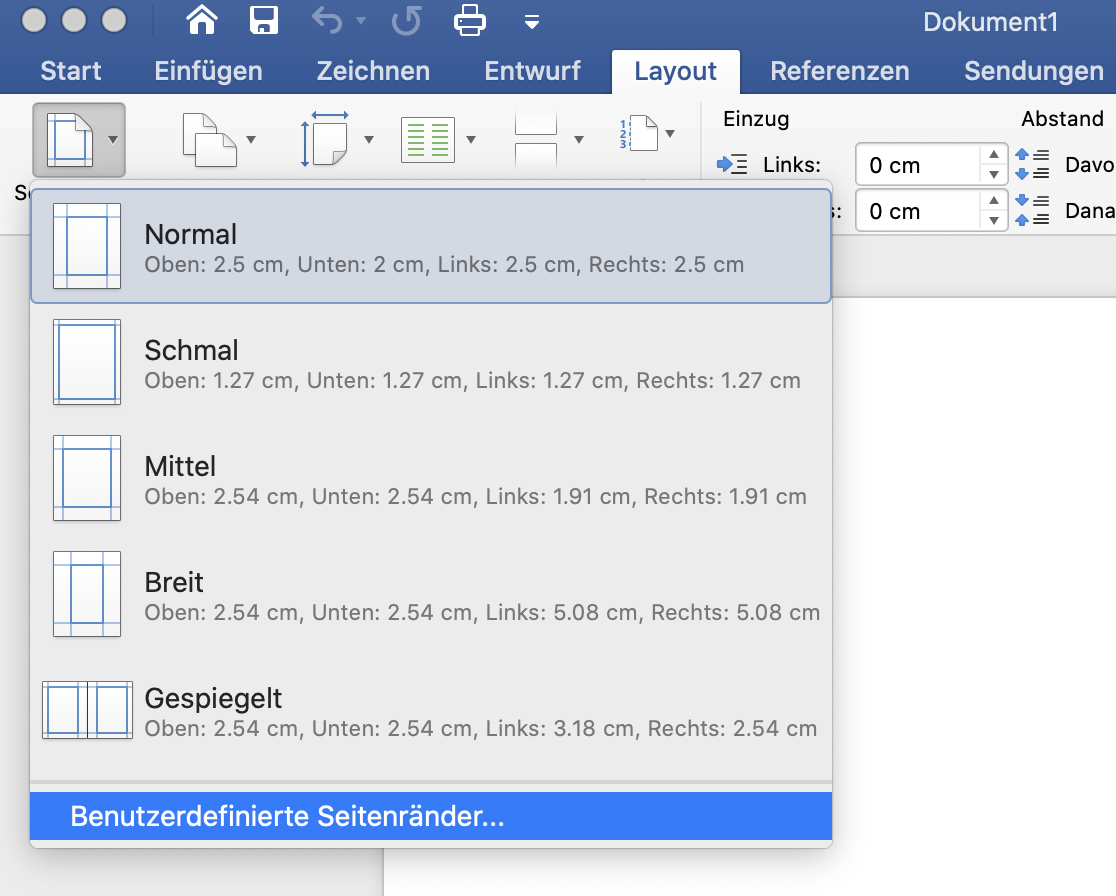 Dokument1
Start Einfügen Zeichnen Entwurf Layout Referenzen Sendungen
Einzug Abstand
Links: 0 cm Davo
0 cm Dana
Normal
Oben: 2.5 cm, Unten: 2 cm, Links: 2.5 cm, Rechts: 2.5 cm
Schmal
Oben: 1.27 cm, Unten: 1.27 cm, Links: 1.27 cm, Rechts: 1.27 cm
Mittel
Oben: 2.54 cm, Unten: 2.54 cm, Links: 1.91 cm, Rechts: 1.91 cm
Breit
Oben: 2.54 cm, Unten: 2.54 cm, Links: 5.08 cm, Rechts: 5.08 cm
Gespiegelt
Oben: 2.54 cm, Unten: 2.54 cm, Links: 3.18 cm, Rechts: 2.54 cm
Benutzerdefinierte Seitenränder...